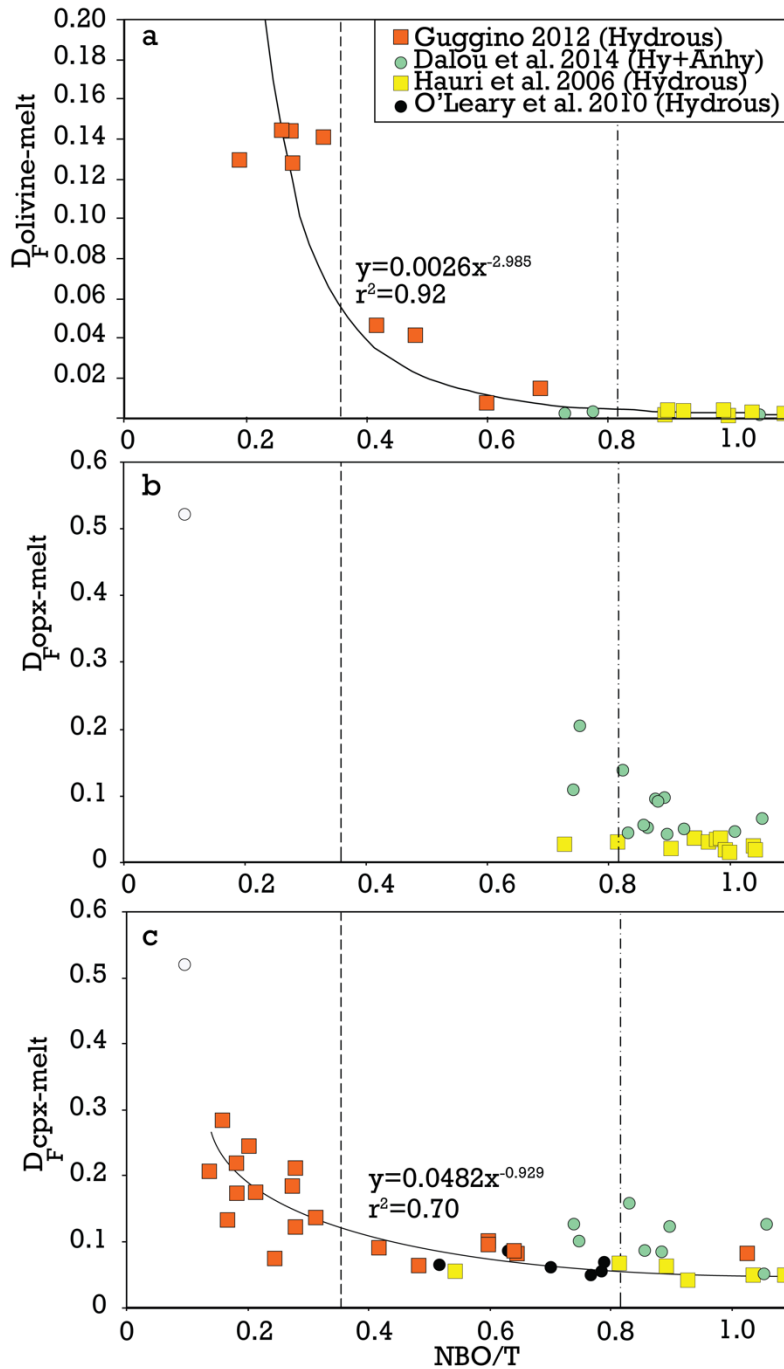 a
Guggino 2012 (Hydrous)
Dalou et al. 2014 (Hy+Anhy)
Hauri et al. 2006 (Hydrous)
O'Leary et al. 2010 (Hydrous)
0.20
0.18
0.16
0.14
0.12
0.10
0.08
0.06
0.04
0.02
D_F olivine-melt
y=0.0026x^-2.985
r²=0.92
0 0.2 0.4 0.6 0.8 1.0
b
0.6
0.5
0.4
0.3
0.2
0.1
0
D_F opx-melt
0 0.2 0.4 0.6 0.8 1.0
c
0.6
0.5
0.4
0.3
0.2
0.1
0
D_F cpx-melt
y=0.0482x^-0.929
r²=0.70
0 0.2 0.4 0.6 0.8 1.0
NBO/T